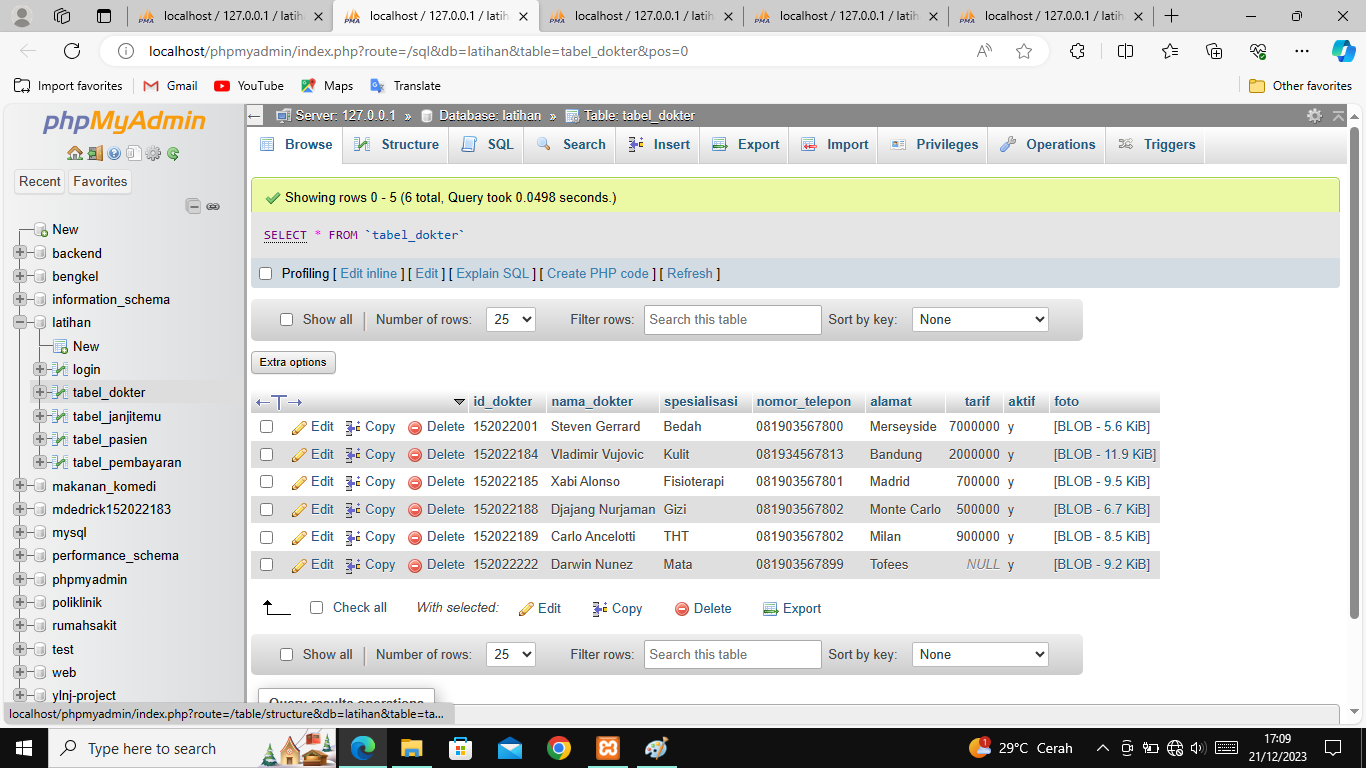 localhost / 127.0.0.1 / latih
localhost / 127.0.0.1 / latih
localhost / 127.0.0.1 / latih
localhost / 127.0.0.1 / latih
localhost / 127.0.0.1 / latih
localhost/phpmyadmin/index.php?route=/sql&db=latihan&table=tabel_dokter&pos=0
Import favorites Gmail YouTube Maps Translate Other favorites
phpMyAdmin
Recent Favorites
New
backend
bengkel
information_schema
latihan
New
login
tabel_dokter
tabel_janjitemu
tabel_pasien
tabel_pembayaran
makanan_komedi
mdedrick152022183
mysql
performance_schema
phpmyadmin
poliklinik
rumahsakit
test
web
ylnj-project
localhost/phpmyadmin/index.php?route=/table/structure&db=latihan&table=ta...
Server: 127.0.0.1 » Database: latihan » Table: tabel_dokter
Browse Structure SQL Search Insert Export Import Privileges Operations Triggers
Showing rows 0 - 5 (6 total, Query took 0.0498 seconds.)
SELECT * FROM `tabel_dokter`
Profiling [ Edit inline ] [ Edit ] [ Explain SQL ] [ Create PHP code ] [ Refresh ]
Show all | Number of rows: 25 Filter rows: Search this table Sort by key: None
Extra options
←T→ id_dokter nama_dokter spesialisasi nomor_telepon alamat tarif aktif foto
Edit Copy Delete 152022001 Steven Gerrard Bedah 081903567800 Merseyside 7000000 y [BLOB - 5.6 KiB]
Edit Copy Delete 152022184 Vladimir Vujovic Kulit 081934567813 Bandung 2000000 y [BLOB - 11.9 KiB]
Edit Copy Delete 152022185 Xabi Alonso Fisioterapi 081903567801 Madrid 700000 y [BLOB - 9.5 KiB]
Edit Copy Delete 152022188 Djajang Nurjaman Gizi 081903567802 Monte Carlo 500000 y [BLOB - 6.7 KiB]
Edit Copy Delete 152022189 Carlo Ancelotti THT 081903567802 Milan 900000 y [BLOB - 8.5 KiB]
Edit Copy Delete 152022222 Darwin Nunez Mata 081903567899 Tofees NULL y [BLOB - 9.2 KiB]
Check all With selected: Edit Copy Delete Export
Show all | Number of rows: 25 Filter rows: Search this table Sort by key: None
Query results operations
Type here to search
29°C Cerah
17:09
21/12/2023